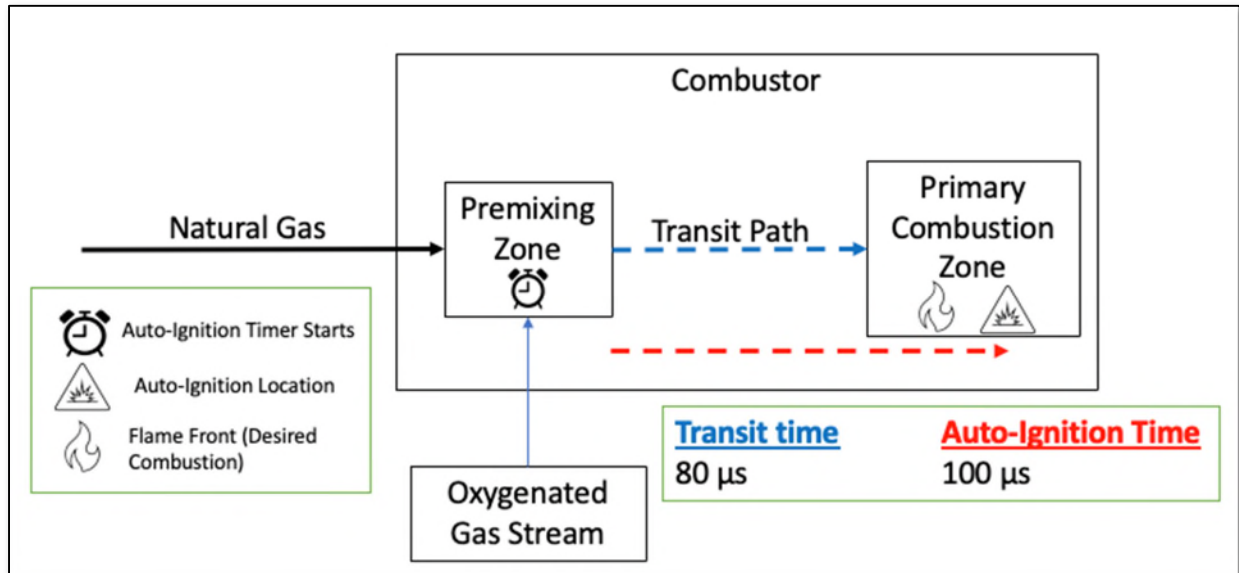 Combustor
Natural Gas
Premixing
Zone
Transit Path
Primary
Combustion
Zone
Auto-Ignition Timer Starts
Auto-Ignition Location
Flame Front (Desired
Combustion)
Oxygenated
Gas Stream
Transit time
80 μs
Auto-Ignition Time
100 μs